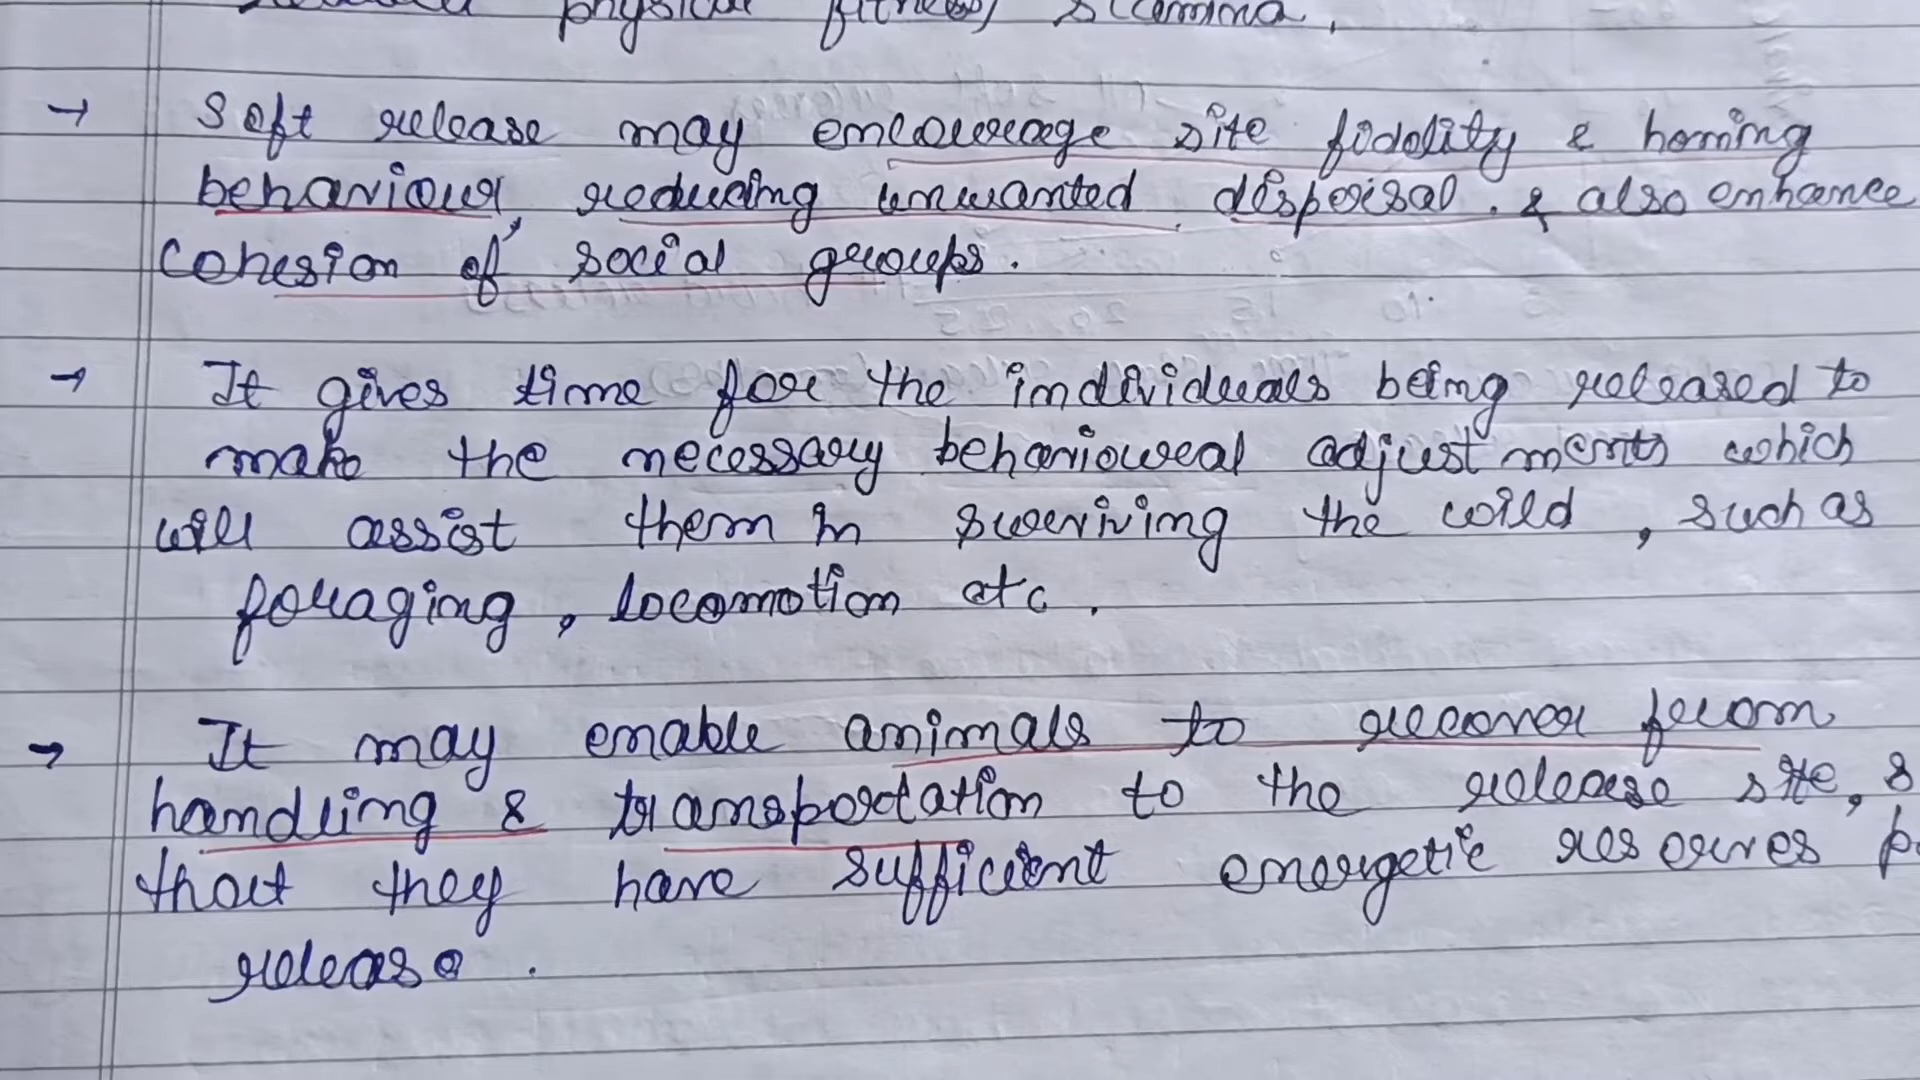 physical fitness, stamina.
→ Soft release may encourage site fidelity & homing
behaviour, reducing unwanted dispersal. & also enhance
cohesion of social groups.
→ It gives time for the individuals being released to
make the necessary behavioural adjustments which
will assist them in surviving the wild, such as
foraging, locomotion etc.
→ It may enable animals to recover from
handling & transportation to the release site, s
that they have sufficient energetic reserves p
release.